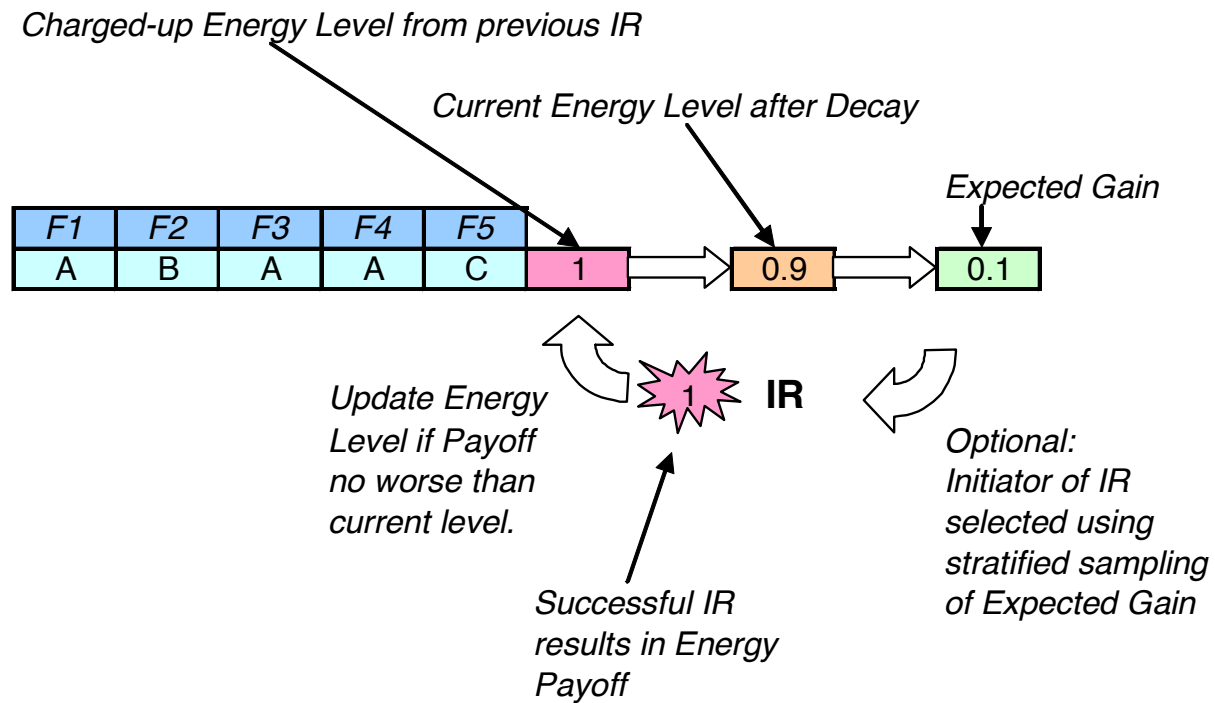 Charged-up Energy Level from previous IR
Current Energy Level after Decay
Expected Gain
F1 F2 F3 F4 F5
A B A A C 1 0.9 0.1
Update Energy
Level if Payoff
no worse than
current level.
1 IR
Optional:
Initiator of IR
selected using
stratified sampling
of Expected Gain
Successful IR
results in Energy
Payoff